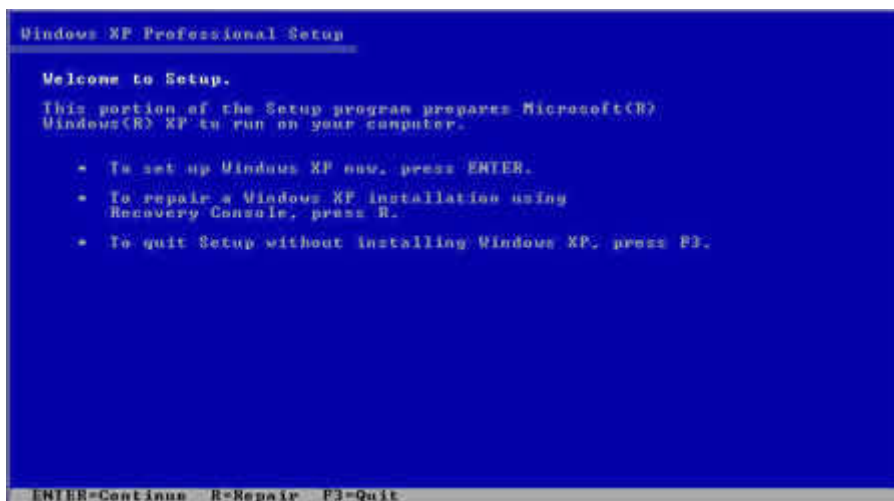 Windows XP Professional Setup
Welcome to Setup.
This portion of the Setup program prepares Microsoft(R)
Windows(R) XP to run on your computer.
• To set up Windows XP now, press ENTER.
• To repair a Windows XP installation using
Recovery Console, press R.
• To quit Setup without installing Windows XP, press F3.
ENTER=Continue R=Repair F3=Quit